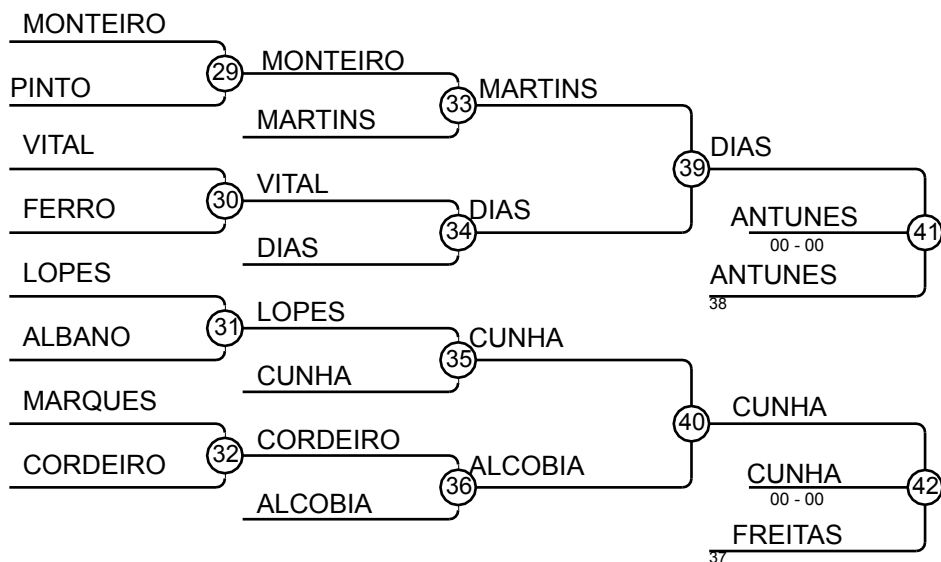 MONTEIRO
29
MONTEIRO
PINTO
33
MARTINS
MARTINS
VITAL
39
DIAS
30
VITAL
FERRO
34
DIAS
ANTUNES
41
00 - 00
DIAS
LOPES
ANTUNES
38
31
LOPES
ALBANO
35
CUNHA
CUNHA
MARQUES
40
CUNHA
32
CORDEIRO
CORDEIRO
36
ALCOBIA
CUNHA
42
00 - 00
ALCOBIA
FREITAS
37